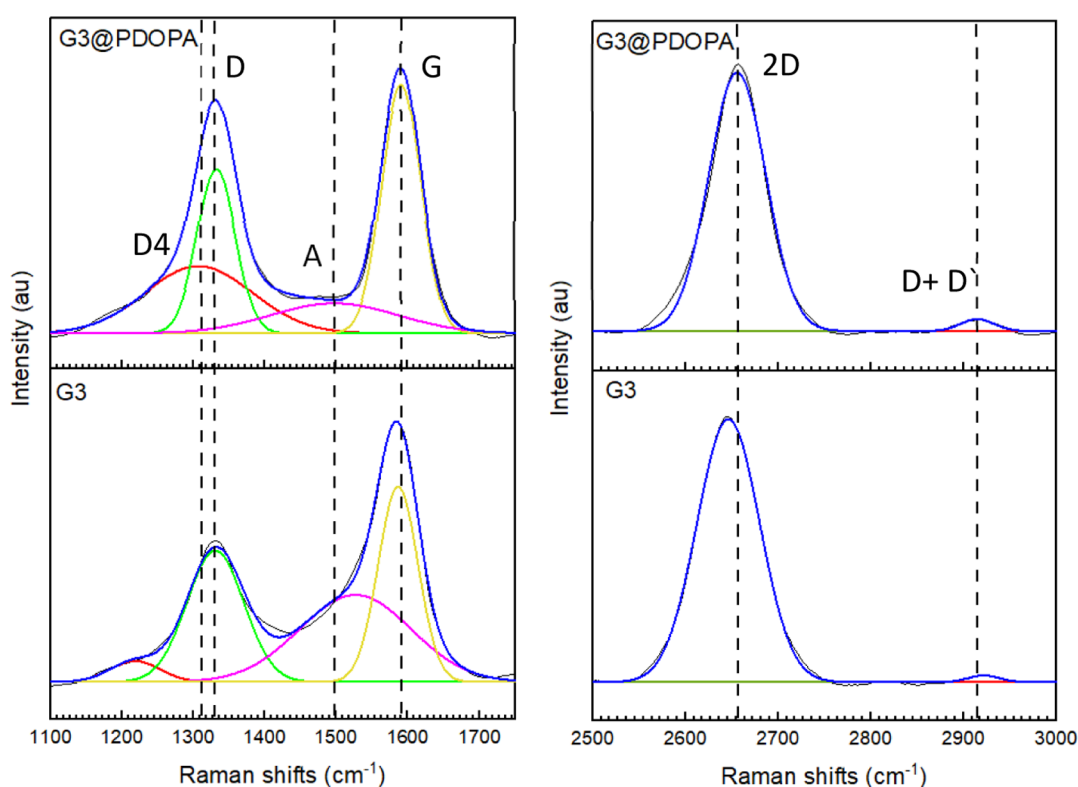 G3@PDOPA
D
G
D4
A
Intensity (au)
G3
1100 1200 1300 1400 1500 1600 1700
Raman shifts (cm-1)
G3@PDOPA
2D
D+ D`
Intensity (au)
G3
2500 2600 2700 2800 2900 3000
Raman shifts (cm-1)